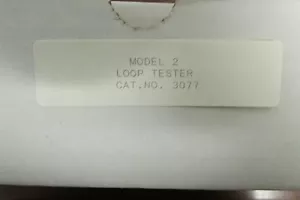 MODEL 2
LOOP TESTER
CAT.NO. 3077